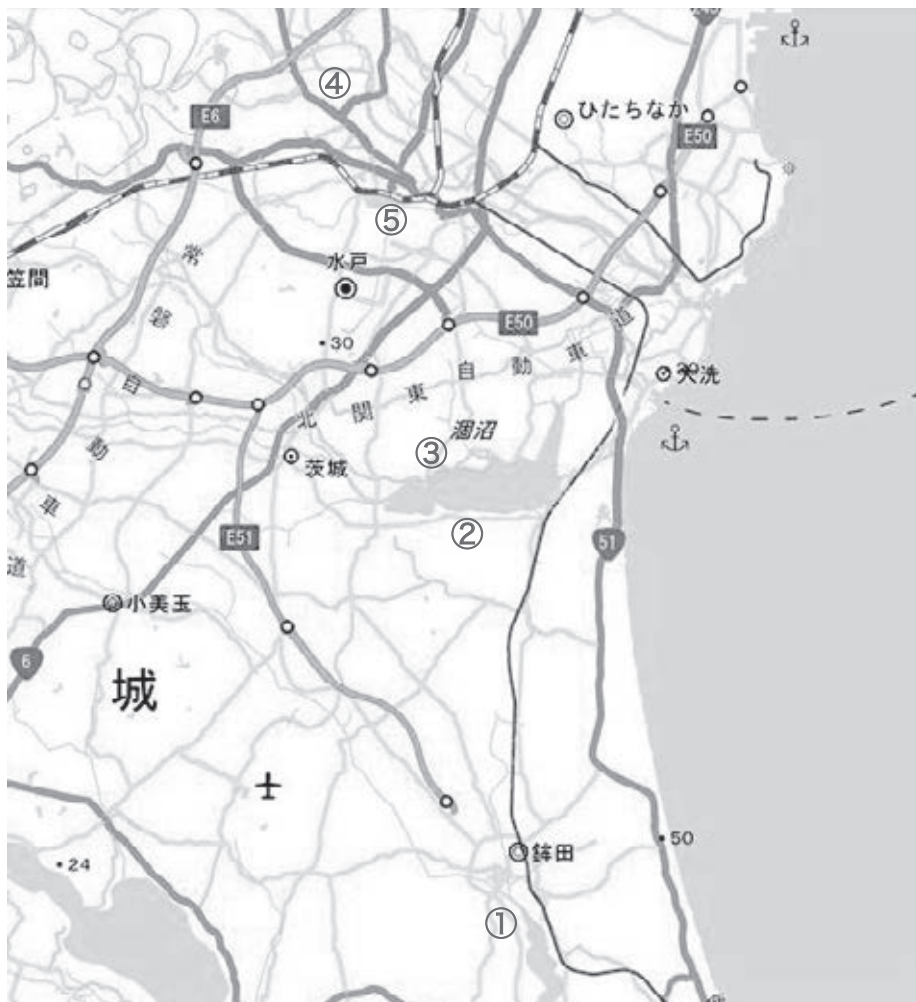 ④
E6
ひたちなか
E50
⑤
常
水戸
笠間
磐
E50
道
30
車
動
自
大洗
自
東
関
北
涸沼
動
③
茨城
車
②
E51
51
道
小美玉
6
城
50
鉾田
24
①